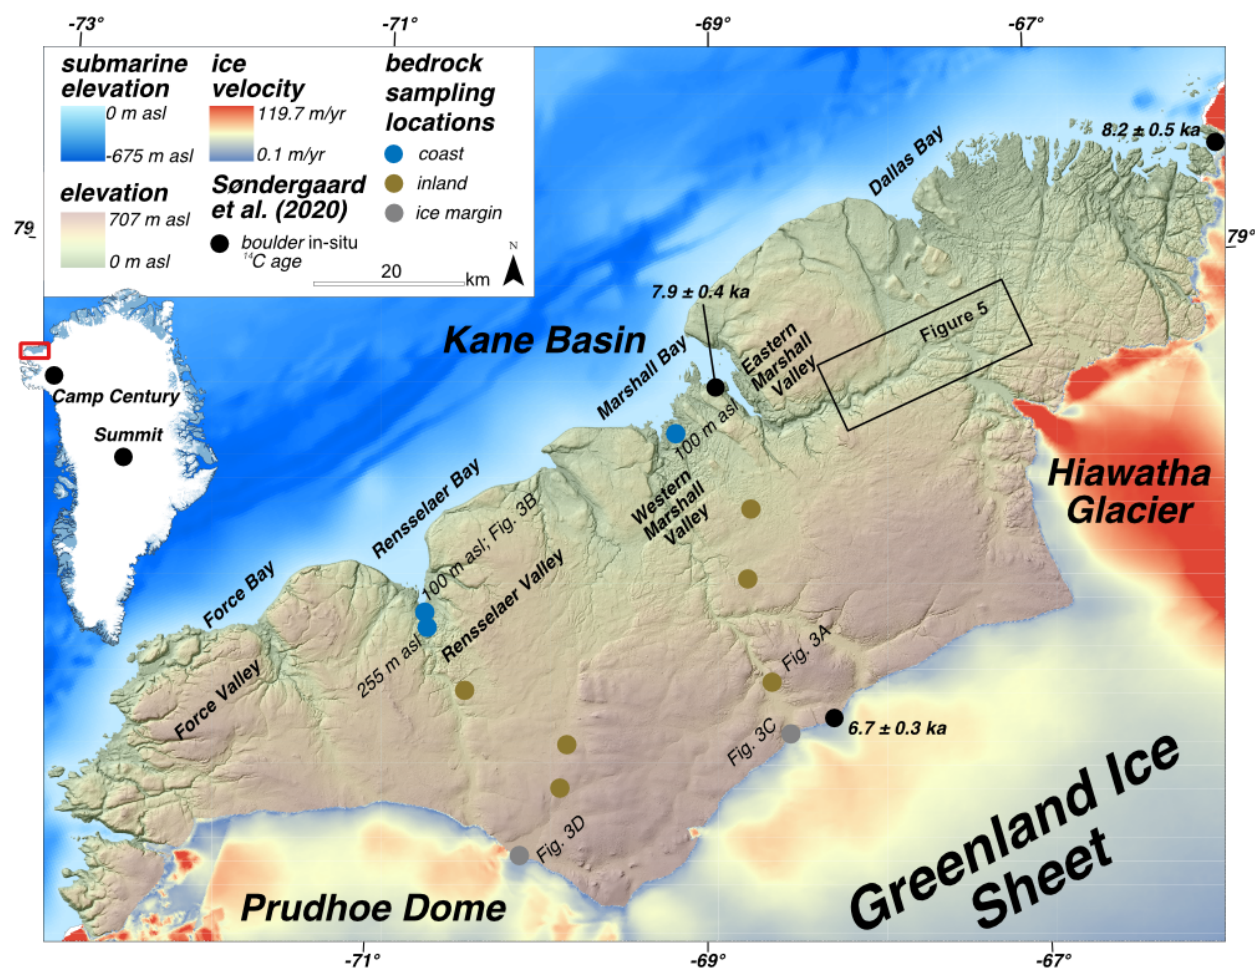 -73°
-71°
-69°
-67°
submarine
elevation
0 m asl
-675 m asl
ice
velocity
119.7 m/yr
0.1 m/yr
bedrock
sampling
locations
coast
inland
ice margin
elevation
707 m asl
0 m asl
Søndergaard
et al. (2020)
boulder in-situ
¹⁴C age
N
20
km
79
79°
8.2 ± 0.5 ka
Dallas Bay
7.9 ± 0.4 ka
Kane Basin
Figure 5
Eastern
Marshall
Valley
Marshall Bay
100 m asl
Camp Century
Summit
Hiawatha
Glacier
Western
Marshall
Valley
Rensselaer Bay
100 m asl; Fig. 3B
Rensselaer Valley
Force Bay
255 m asl
Force Valley
Fig. 3A
Fig. 3C
6.7 ± 0.3 ka
Fig. 3D
Greenland Ice
Sheet
Prudhoe Dome
-71°
-69°
-67°